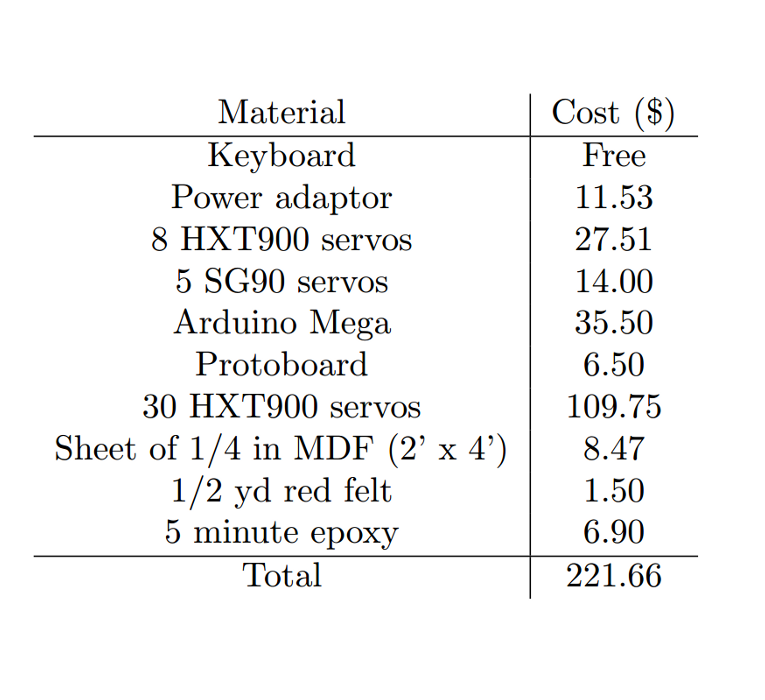 Material Cost ($)
Keyboard Free
Power adaptor 11.53
8 HXT900 servos 27.51
5 SG90 servos 14.00
Arduino Mega 35.50
Protoboard 6.50
30 HXT900 servos 109.75
Sheet of 1/4 in MDF (2’ x 4’) 8.47
1/2 yd red felt 1.50
5 minute epoxy 6.90
Total 221.66